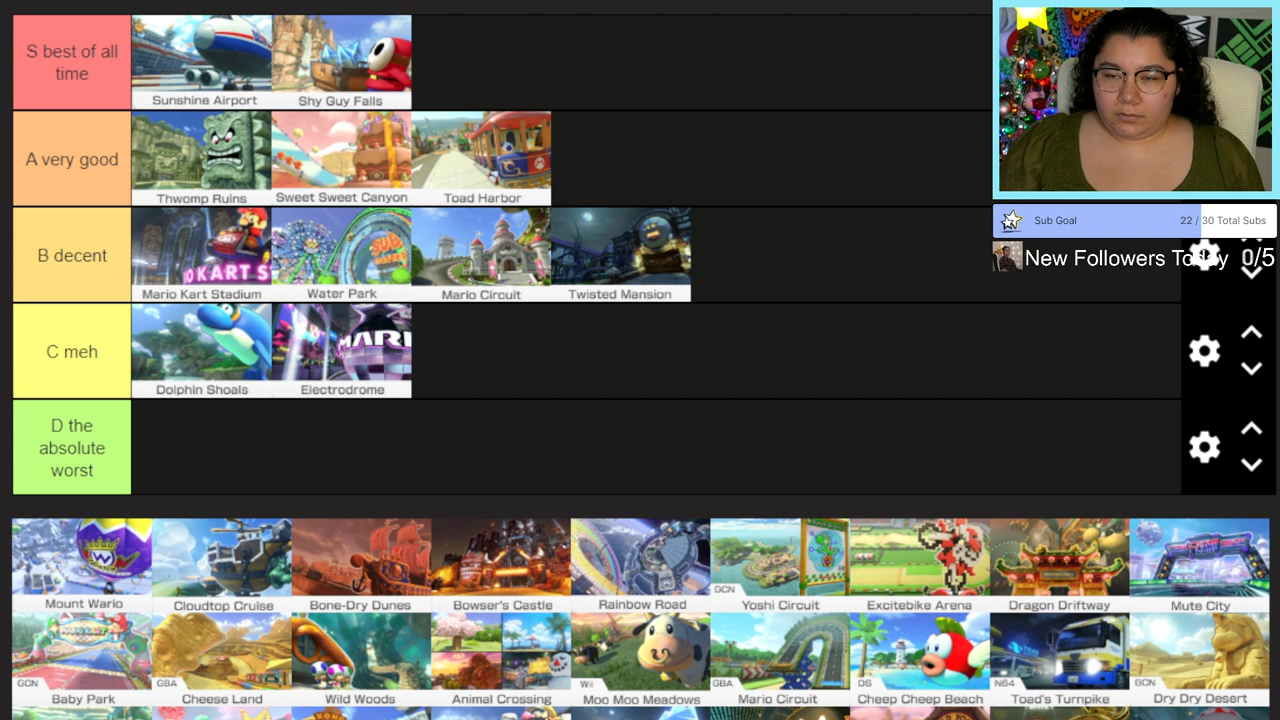 S best of all
time
Sunshine Airport
Shy Guy Falls
A very good
Thwomp Ruins
Sweet Sweet Canyon
Toad Harbor
B decent
KART S
SUB
Mario Kart Stadium
Water Park
Mario Circuit
Twisted Mansion
C meh
MARI
Dolphin Shoals
Electrodrome
D the
absolute
worst
Sub Goal
22 / 30 Total Subs
New Followers Today 0/5
Mount Wario
Cloudtop Cruise
Bone-Dry Dunes
Bowser's Castle
Rainbow Road
GCN
Yoshi Circuit
Excitebike Arena
Dragon Driftway
Mute City
GCN
Baby Park
GBA
Cheese Land
Wild Woods
Animal Crossing
Wii
Moo Moo Meadows
GBA
Mario Circuit
DS
Cheep Cheep Beach
N64
Toad's Turnpike
GCN
Dry Dry Desert